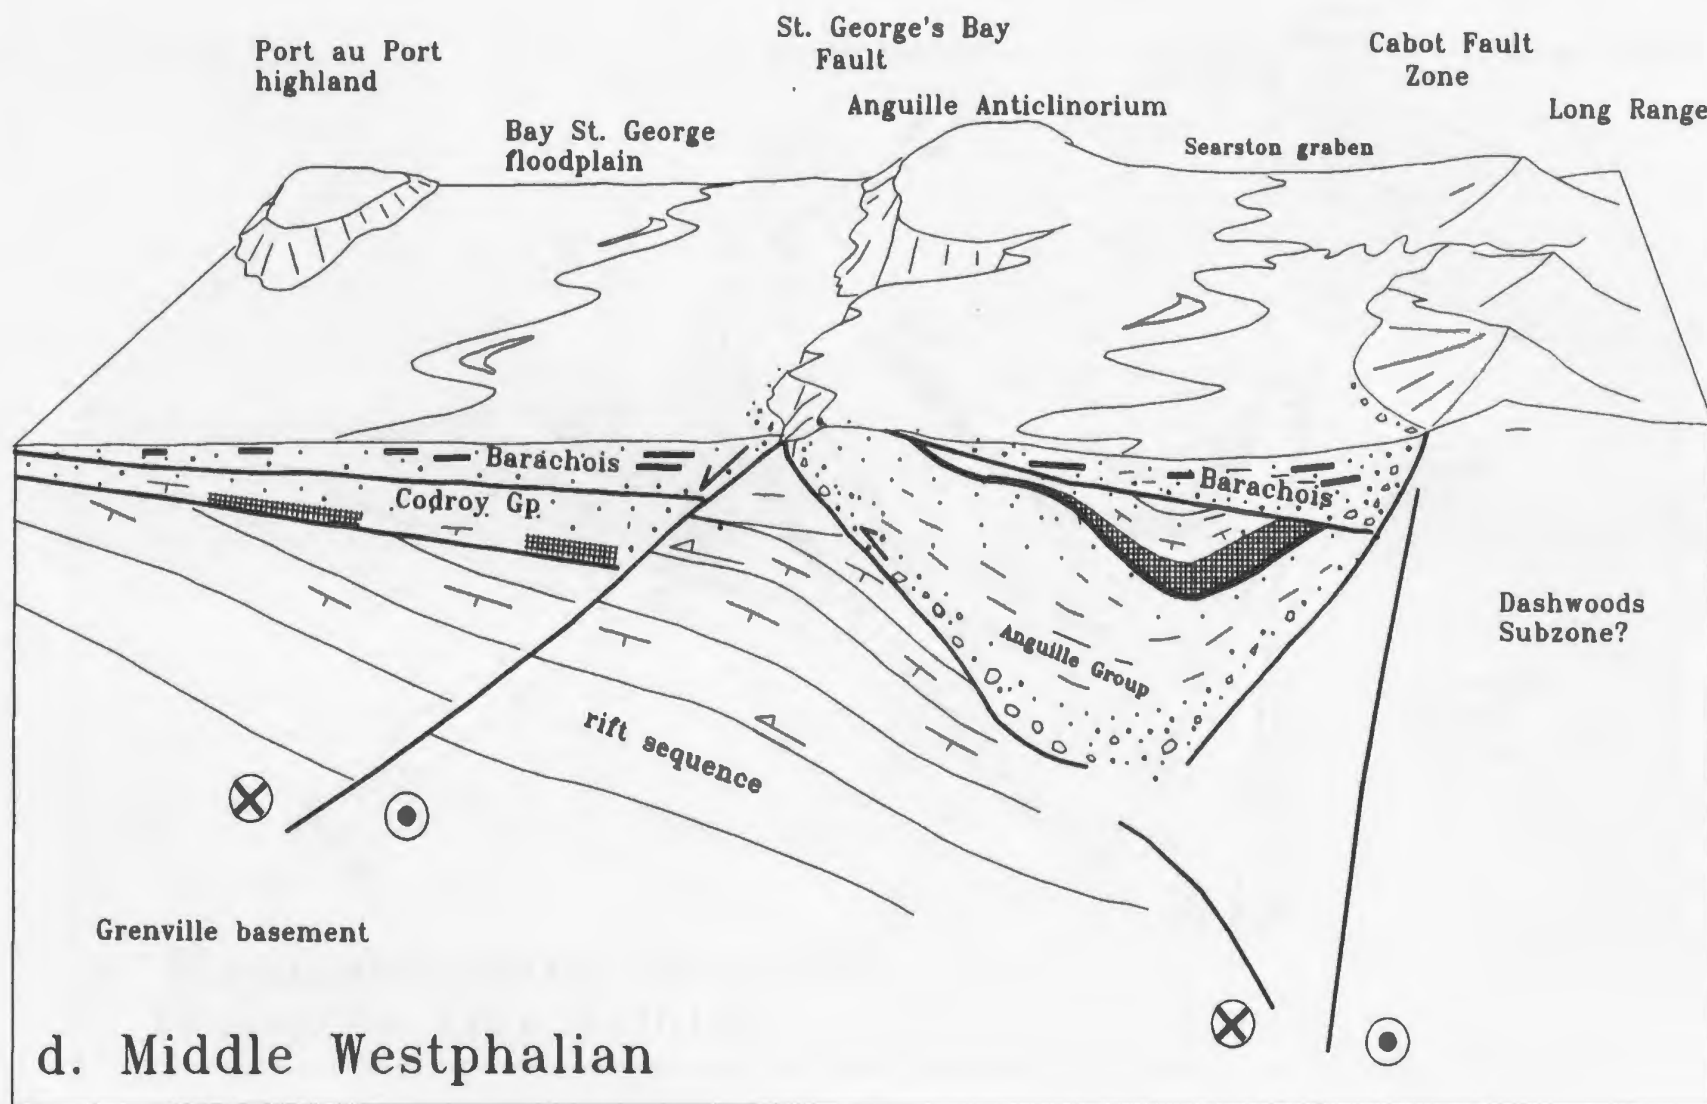 St. George's Bay
Fault
Port au Port
highland
Cabot Fault
Zone
Anguille Anticlinorium
Long Range
Bay St. George
floodplain
Searston graben
Barachois
Codroy Gp
Barachois
Anguille Group
Dashwoods
Subzone?
rift sequence
Grenville basement
d. Middle Westphalian